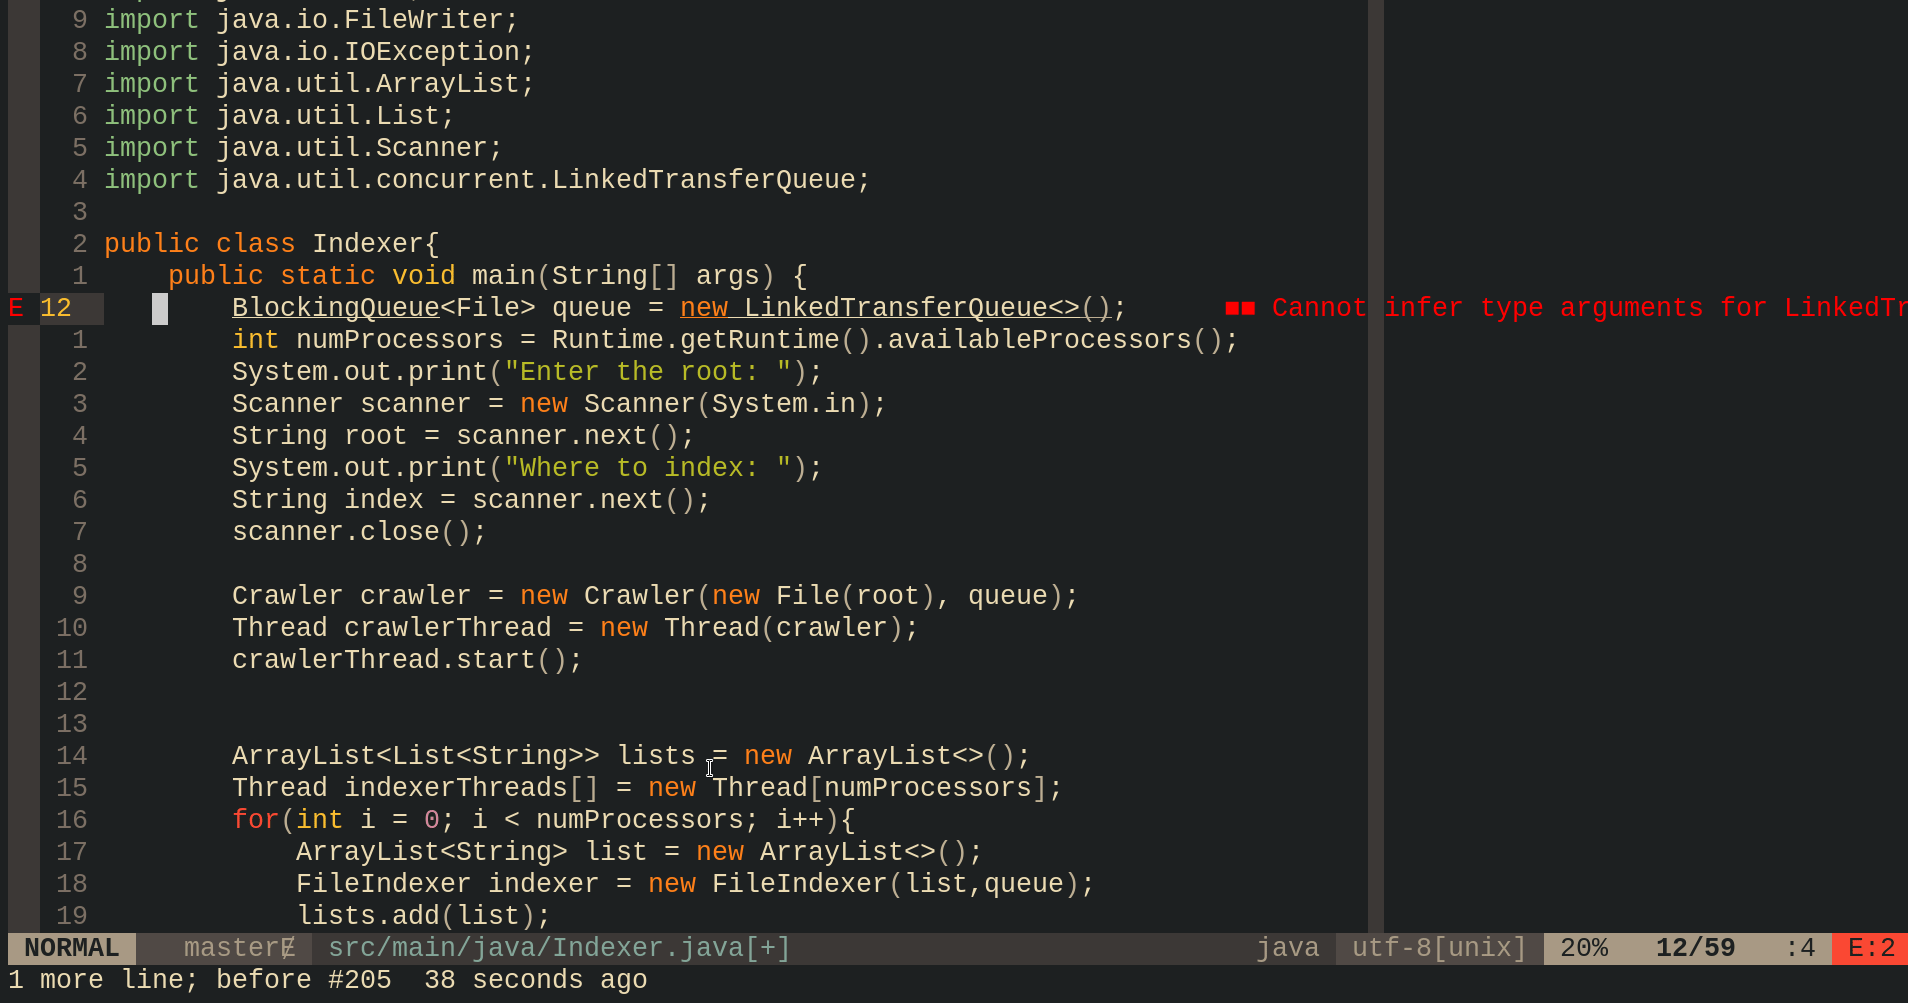 9 import java.io.FileWriter;
8 import java.io.IOException;
7 import java.util.ArrayList;
6 import java.util.List;
5 import java.util.Scanner;
4 import java.util.concurrent.LinkedTransferQueue;
3
2 public class Indexer{
1     public static void main(String[] args) {
E 12         BlockingQueue<File> queue = new LinkedTransferQueue<>();      ■■ Cannot infer type arguments for LinkedTr
1         int numProcessors = Runtime.getRuntime().availableProcessors();
2         System.out.print("Enter the root: ");
3         Scanner scanner = new Scanner(System.in);
4         String root = scanner.next();
5         System.out.print("Where to index: ");
6         String index = scanner.next();
7         scanner.close();
8
9         Crawler crawler = new Crawler(new File(root), queue);
10         Thread crawlerThread = new Thread(crawler);
11         crawlerThread.start();
12
13
14         ArrayList<List<String>> lists = new ArrayList<>();
15         Thread indexerThreads[] = new Thread[numProcessors];
16         for(int i = 0; i < numProcessors; i++){
17             ArrayList<String> list = new ArrayList<>();
18             FileIndexer indexer = new FileIndexer(list,queue);
19             lists.add(list);
NORMAL   master   src/main/java/Indexer.java[+]   java   utf-8[unix]   20%   12/59   :4   E:2
1 more line; before #205  38 seconds ago